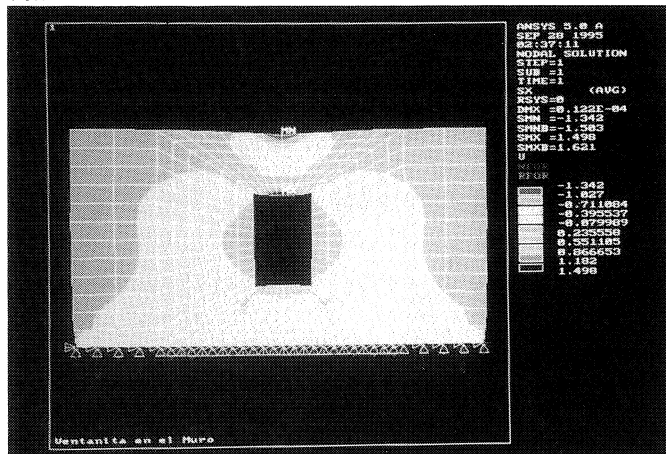 1
ANSYS 5.0 A
SEP 28 1995
02:37:11
NODAL SOLUTION
STEP=1
SUB =1
TIME=1
SX (AVG)
RSYS=0
DMX =0.122E-04
SMN =-1.342
SMNB=-1.503
SMX =1.498
SMXB=1.621
U
RFOR
-1.342
-1.027
-0.711084
-0.395537
-0.079989
0.235558
0.551105
0.866653
1.182
1.498
MN
Ventanita en el Muro